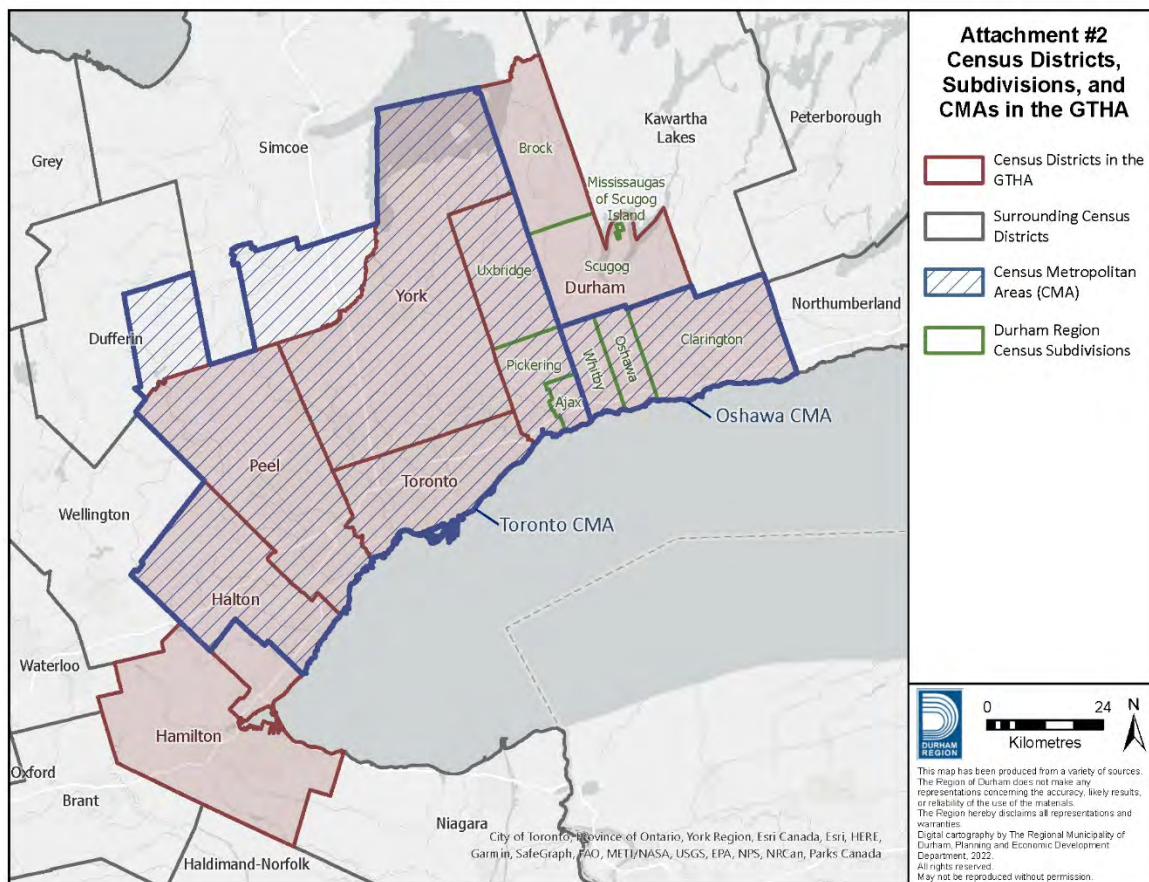 Attachment #2
Census Districts,
Subdivisions, and
CMAs in the GTHA
Census Districts in the
GTHA
Surrounding Census
Districts
Census Metropolitan
Areas (CMA)
Durham Region
Census Subdivisions
Grey
Simcoe
Kawartha
Lakes
Peterborough
Brock
Mississaugas
of Scugog
Island
Scugog
Durham
Uxbridge
York
Northumberland
Dufferin
Pickering
Whitby
Oshawa
Clarington
Ajax
Oshawa CMA
Peel
Toronto
Toronto CMA
Wellington
Halton
Waterloo
Hamilton
Oxford
Brant
Niagara
Haldimand-Norfolk
City of Toronto, Province of Ontario, York Region, Esri Canada, Esri, HERE,
Garmin, SafeGraph, FAO, METI/NASA, USGS, EPA, NPS, NRCan, Parks Canada
DURHAM
REGION
0 24
Kilometres
N
This map has been produced from a variety of sources.
The Region of Durham does not make any
representations concerning the accuracy, likely results,
or reliability of the use of the materials.
The Region hereby disclaims all representations and
warranties.
Digital cartography by The Regional Municipality of
Durham, Planning and Economic Development
Department, 2022.
All rights reserved.
May not be reproduced without permission.